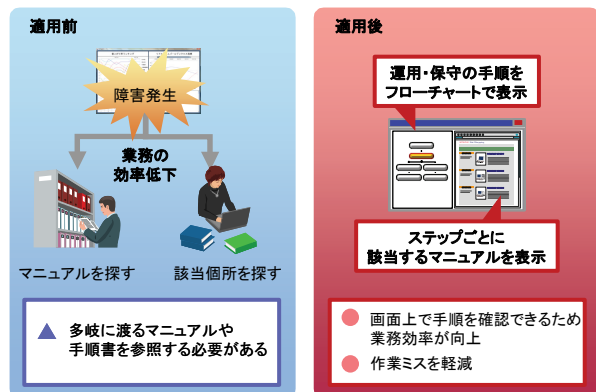 適用前
障害発生
業務の
効率低下
マニュアルを探す
該当個所を探す
▲ 多岐に渡るマニュアルや
手順書を参照する必要がある
適用後
運用・保守の手順を
フローチャートで表示
ステップごとに
該当するマニュアルを表示
● 画面上で手順を確認できるため
業務効率が向上
● 作業ミスを軽減